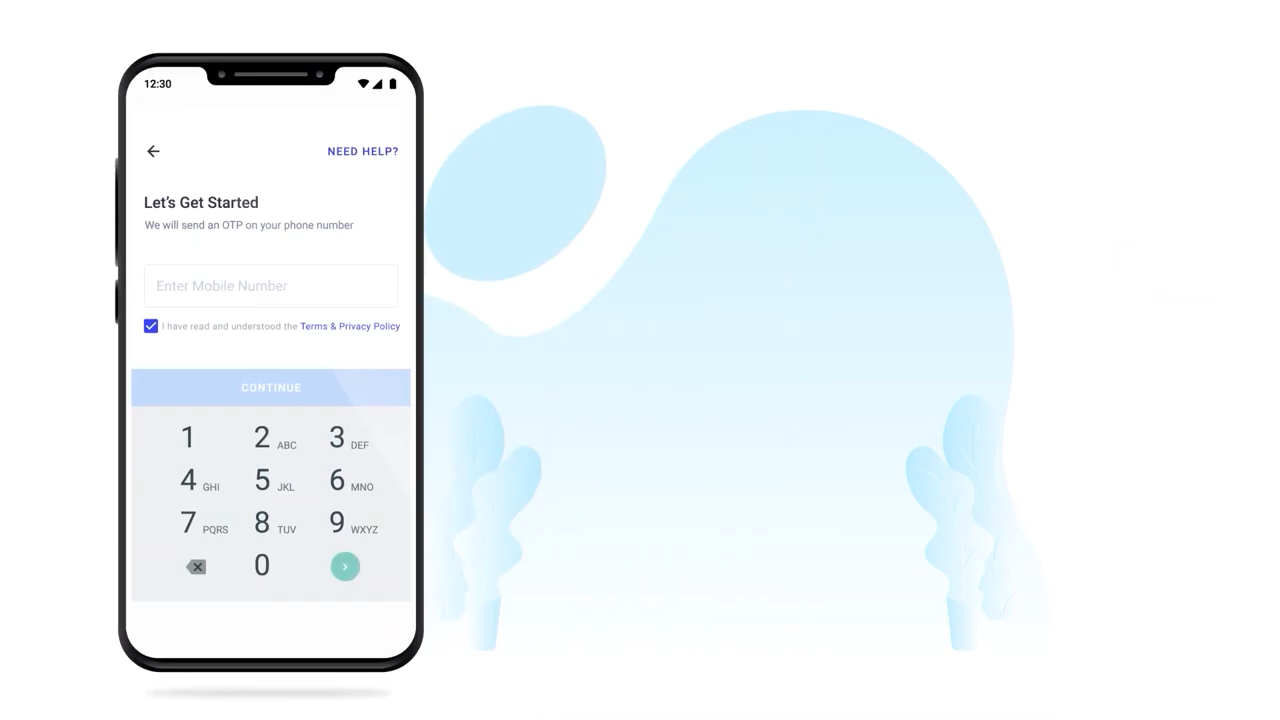 12:30
NEED HELP?
Let's Get Started
We will send an OTP on your phone number
Enter Mobile Number
I have read and understood the Terms & Privacy Policy
CONTINUE
1 2 ABC 3 DEF
4 GHI 5 JKL 6 MNO
7 PQRS 8 TUV 9 WXYZ
0